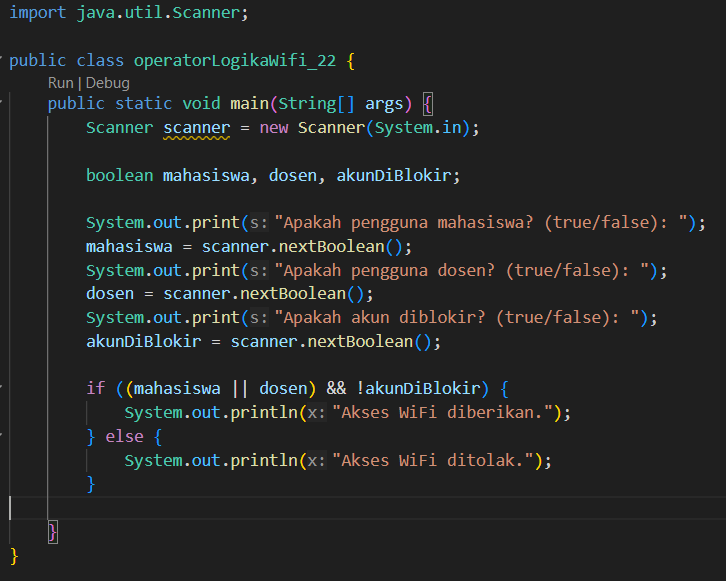 import java.util.Scanner;
public class operatorLogikaWifi_22 {
Run | Debug
public static void main(String[] args) {
Scanner scanner = new Scanner(System.in);
boolean mahasiswa, dosen, akunDiBlokir;
System.out.print(s: "Apakah pengguna mahasiswa? (true/false): ");
mahasiswa = scanner.nextBoolean();
System.out.print(s: "Apakah pengguna dosen? (true/false): ");
dosen = scanner.nextBoolean();
System.out.print(s: "Apakah akun diblokir? (true/false): ");
akunDiBlokir = scanner.nextBoolean();
if ((mahasiswa || dosen) && !akunDiBlokir) {
System.out.println(x: "Akses WiFi diberikan.");
} else {
System.out.println(x: "Akses WiFi ditolak.");
}
}
}